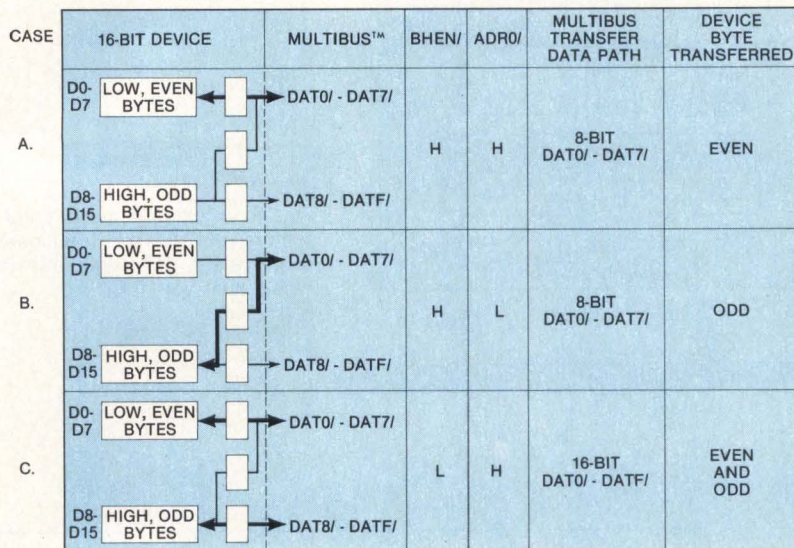 CASE
16-BIT DEVICE
MULTIBUS™
BHEN/
ADR0/
MULTIBUS
TRANSFER
DATA PATH
DEVICE
BYTE
TRANSFERRED
A.
D0-
D7
LOW, EVEN
BYTES
DAT0/ - DAT7/
D8-
D15
HIGH, ODD
BYTES
DAT8/ - DATF/
H
H
8-BIT
DAT0/ - DAT7/
EVEN
B.
D0-
D7
LOW, EVEN
BYTES
DAT0/ - DAT7/
D8-
D15
HIGH, ODD
BYTES
DAT8/ - DATF/
H
L
8-BIT
DAT0/ - DAT7/
ODD
C.
D0-
D7
LOW, EVEN
BYTES
DAT0/ - DAT7/
D8-
D15
HIGH, ODD
BYTES
DAT8/ - DATF/
L
H
16-BIT
DAT0/ - DATF/
EVEN
AND
ODD